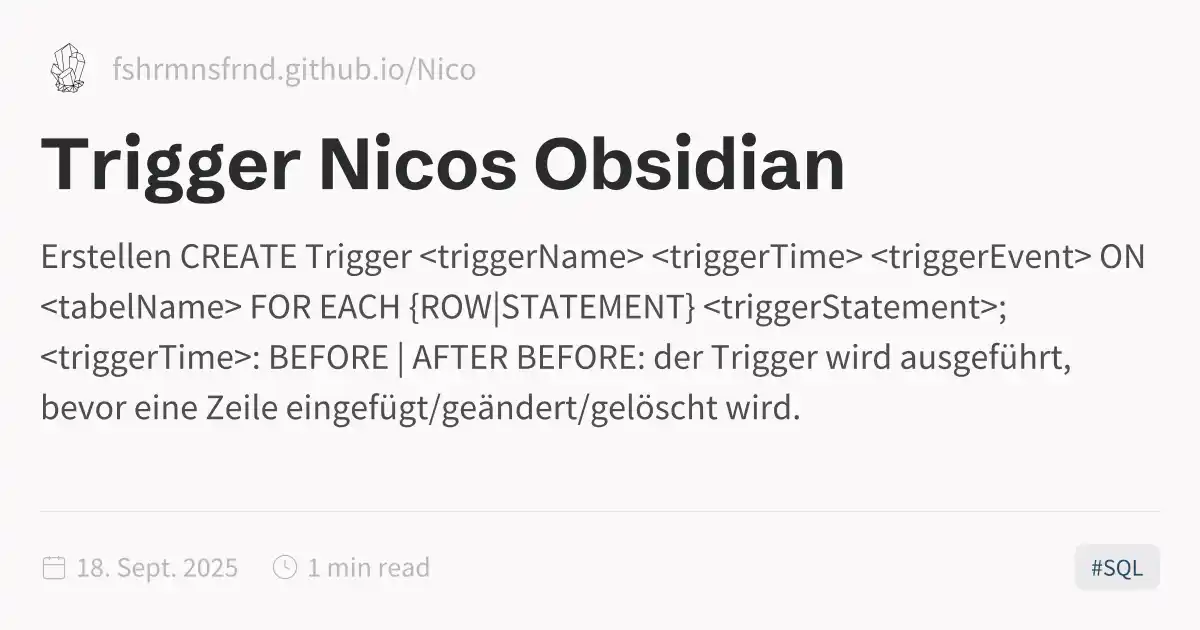 fshrmnsfrnd.github.io/Nico
Trigger Nicos Obsidian
Erstellen CREATE Trigger <triggerName> <triggerTime> <triggerEvent> ON
<tabelName> FOR EACH {ROW|STATEMENT} <triggerStatement>;
<triggerTime>: BEFORE | AFTER BEFORE: der Trigger wird ausgeführt,
bevor eine Zeile eingefügt/geändert/gelöscht wird.
18. Sept. 2025 1 min read #SQL